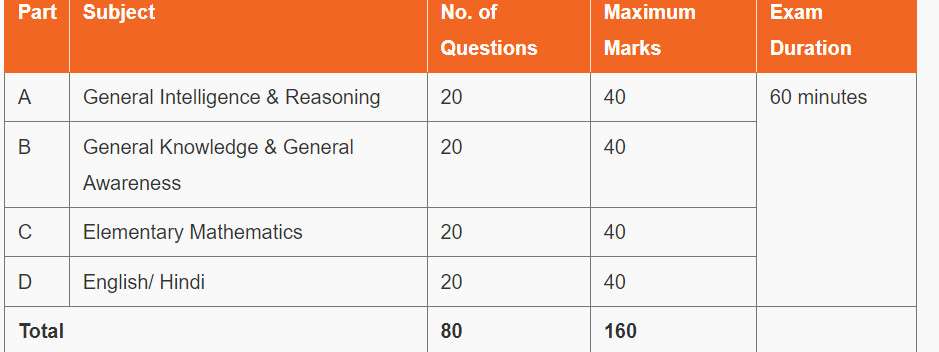 Part Subject No. of Questions Maximum Marks Exam Duration
A General Intelligence & Reasoning 20 40 60 minutes
B General Knowledge & General Awareness 20 40
C Elementary Mathematics 20 40
D English/ Hindi 20 40
Total 80 160